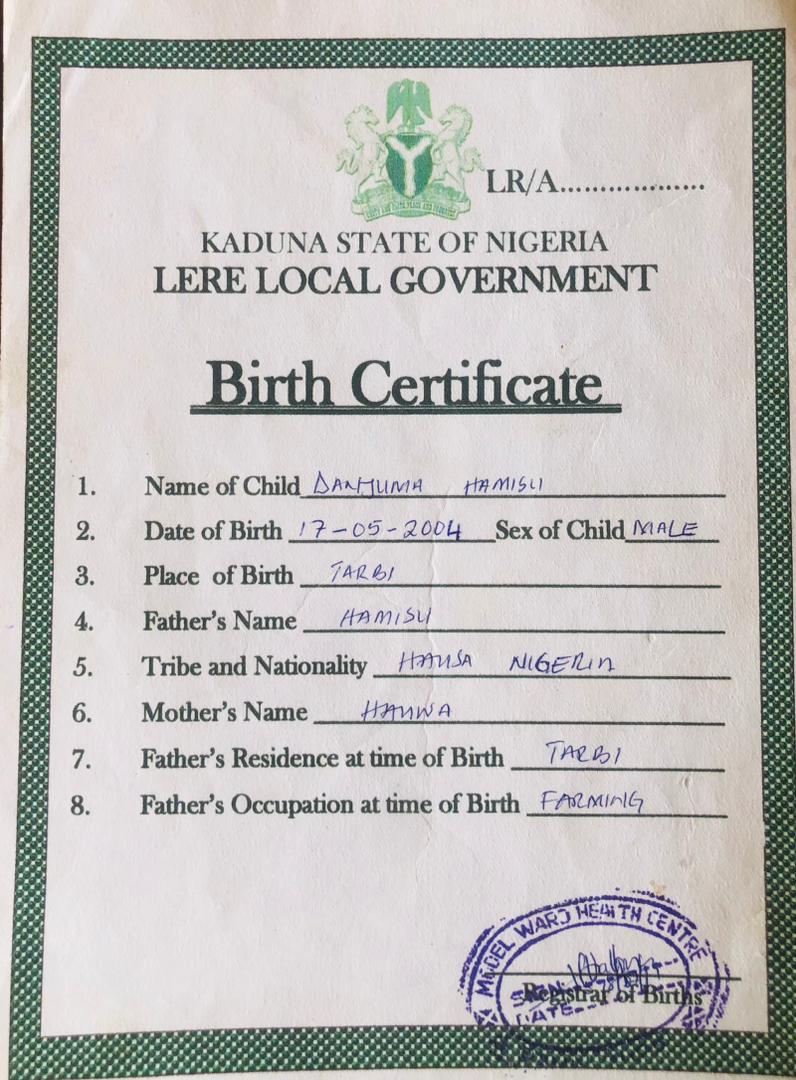 LR/A....................
KADUNA STATE OF NIGERIA
LERE LOCAL GOVERNMENT
Birth Certificate
1. Name of Child DANJUMA HAMISU
2. Date of Birth 17-05-2004 Sex of Child MALE
3. Place of Birth TARBI
4. Father's Name HAMISU
5. Tribe and Nationality HAUSA NIGERIA
6. Mother's Name HAUWA
7. Father's Residence at time of Birth TARBI
8. Father's Occupation at time of Birth FARMING
MODEL WARD HEALTH CENTRE
SIGN
Registrar of Births
DATE